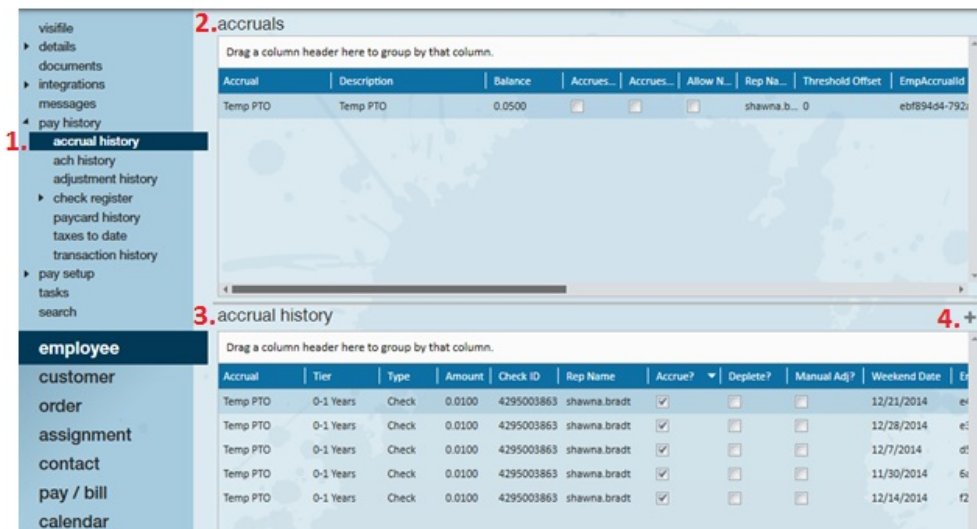 visifile
details
documents
integrations
messages
pay history
1. accrual history
ach history
adjustment history
check register
paycard history
taxes to date
transaction history
pay setup
tasks
search
employee
customer
order
assignment
contact
pay / bill
calendar
2. accruals
Drag a column header here to group by that column.
Accrual Description Balance Accrues... Accrues... Allow N... Rep Na... Threshold Offset EmpAccrualId
Temp PTO Temp PTO 0.0500 shawna.b... 0 ebf894d4-792
3. accrual history 4. +
Drag a column header here to group by that column.
Accrual Tier Type Amount Check ID Rep Name Accrue? Deplete? Manual Adj? Weekend Date
Temp PTO 0-1 Years Check 0.0100 4295003863 shawna.bradt 12/21/2014
Temp PTO 0-1 Years Check 0.0100 4295003863 shawna.bradt 12/28/2014
Temp PTO 0-1 Years Check 0.0100 4295003863 shawna.bradt 12/7/2014
Temp PTO 0-1 Years Check 0.0100 4295003863 shawna.bradt 11/30/2014
Temp PTO 0-1 Years Check 0.0100 4295003863 shawna.bradt 12/14/2014